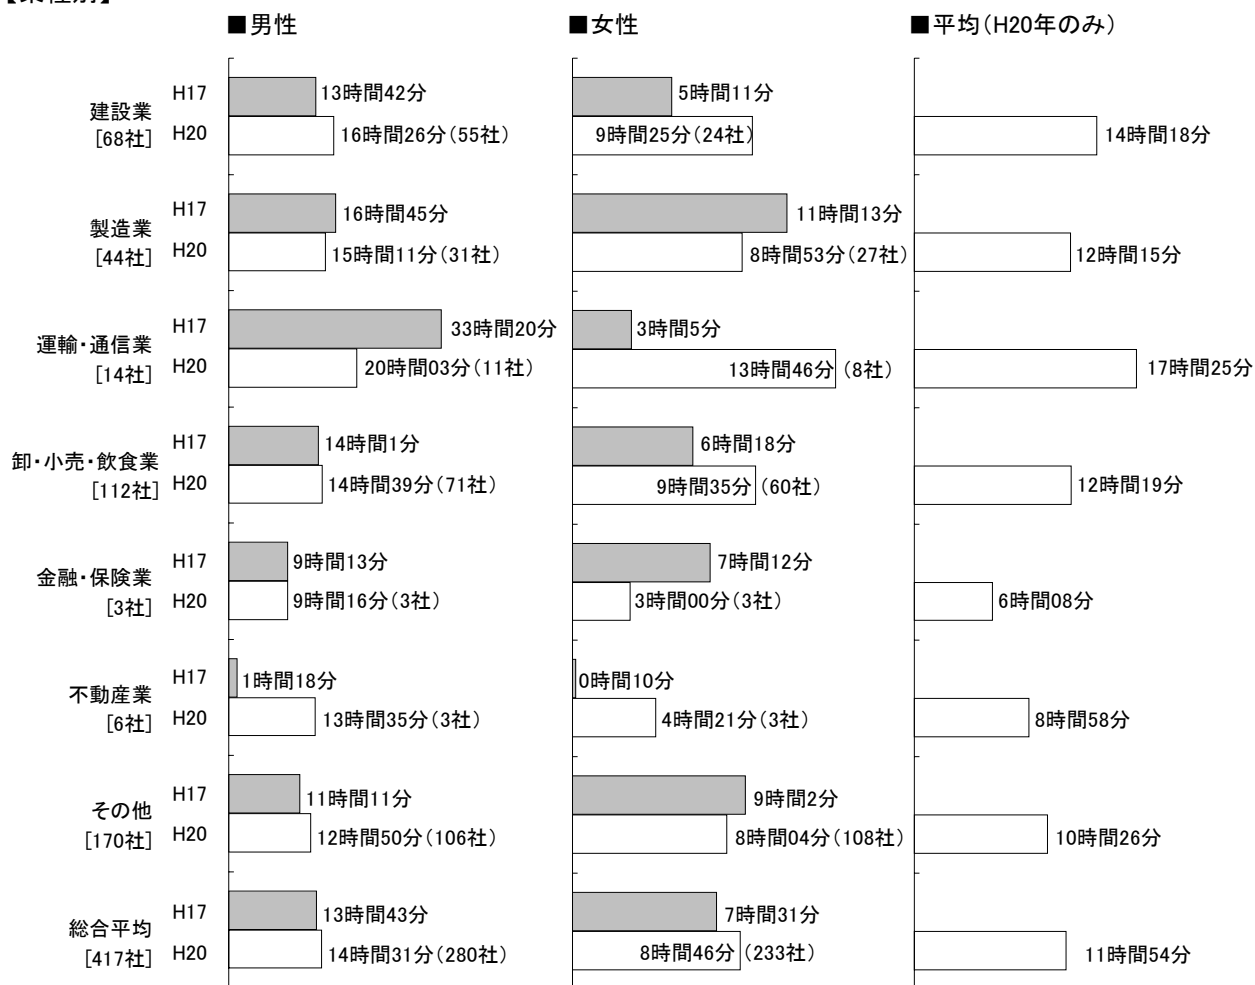 ■男性 ■女性 ■平均（H20年のみ）
建設業
[68社]
H17 13時間42分 5時間11分
H20 16時間26分（55社） 9時間25分（24社） 14時間18分
製造業
[44社]
H17 16時間45分 11時間13分
H20 15時間11分（31社） 8時間53分（27社） 12時間15分
運輸・通信業
[14社]
H17 33時間20分 3時間5分
H20 20時間03分（11社） 13時間46分（8社） 17時間25分
卸・小売・飲食業
[112社]
H17 14時間1分 6時間18分
H20 14時間39分（71社） 9時間35分（60社） 12時間19分
金融・保険業
[3社]
H17 9時間13分 7時間12分
H20 9時間16分（3社） 3時間00分（3社） 6時間08分
不動産業
[6社]
H17 1時間18分 0時間10分
H20 13時間35分（3社） 4時間21分（3社） 8時間58分
その他
[170社]
H17 11時間11分 9時間2分
H20 12時間50分（106社） 8時間04分（108社） 10時間26分
総合平均
[417社]
H17 13時間43分 7時間31分
H20 14時間31分（280社） 8時間46分（233社） 11時間54分